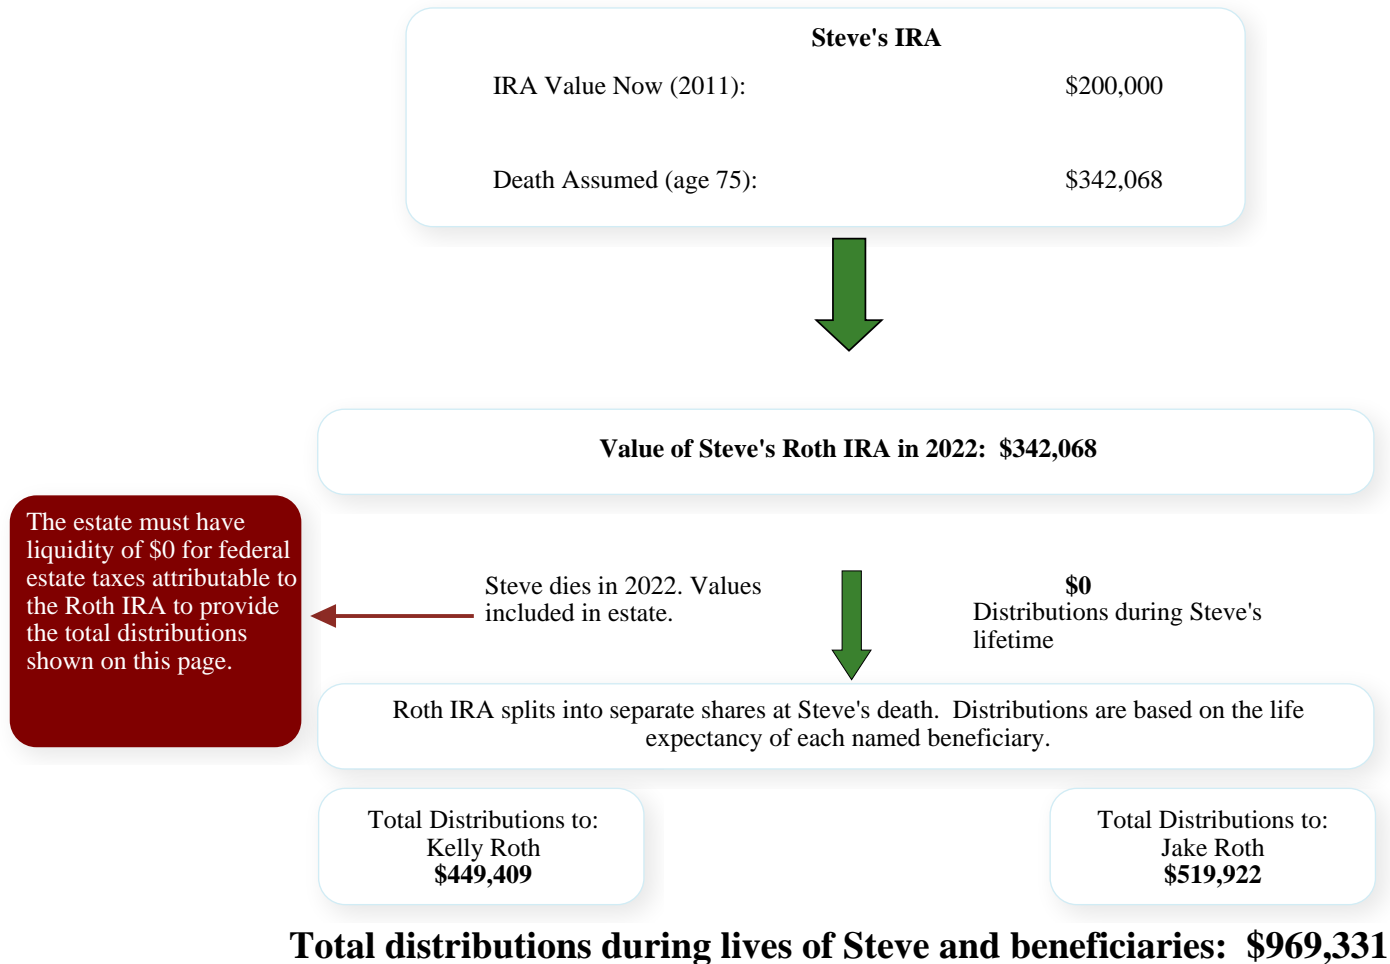 Steve's IRA
IRA Value Now (2011): $200,000
Death Assumed (age 75): $342,068
Value of Steve's Roth IRA in 2022: $342,068
The estate must have
liquidity of $0 for federal
estate taxes attributable to
the Roth IRA to provide
the total distributions
shown on this page.
Steve dies in 2022. Values
included in estate.
$0
Distributions during Steve's
lifetime
Roth IRA splits into separate shares at Steve's death. Distributions are based on the life
expectancy of each named beneficiary.
Total Distributions to:
Kelly Roth
$449,409
Total Distributions to:
Jake Roth
$519,922
Total distributions during lives of Steve and beneficiaries: $969,331